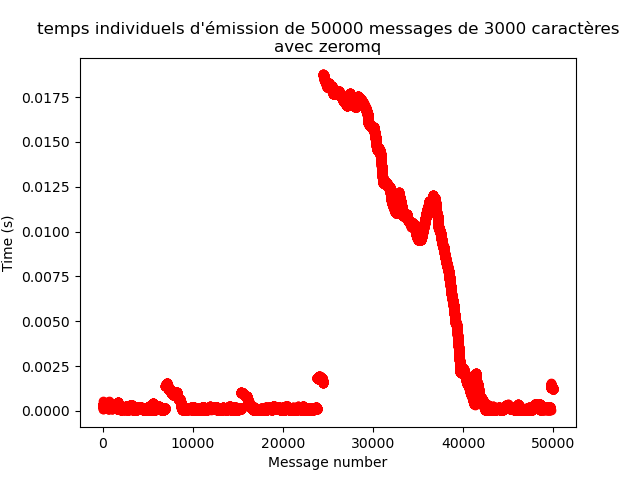 temps individuels d'émission de 50000 messages de 3000 caractères
avec zeromq
Time (s)
0.0175
0.0150
0.0125
0.0100
0.0075
0.0050
0.0025
0.0000
0 10000 20000 30000 40000 50000
Message number